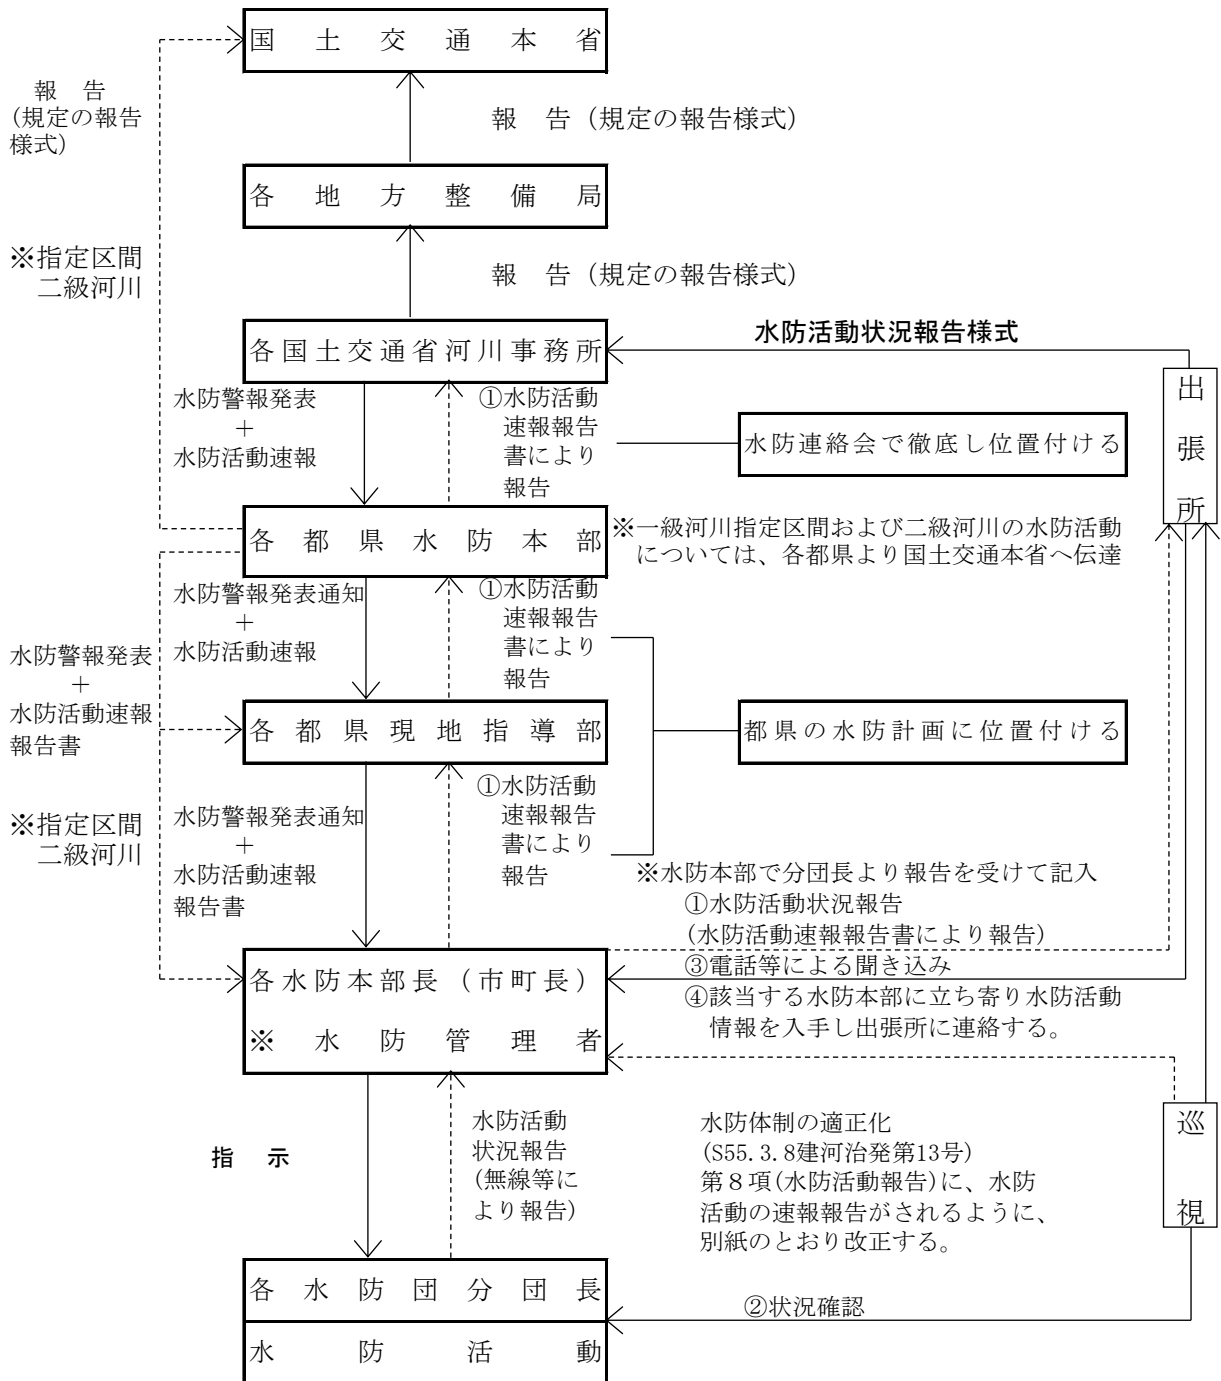 国土交通本省
報　告
(規定の報告
様式)
報　告（規定の報告様式）
各地方整備局
※指定区間
二級河川
報　告（規定の報告様式）
水防活動状況報告様式
各国土交通省河川事務所
出張所
水防警報発表
＋
水防活動速報
①水防活動
速報報告
書により
報告
水防連絡会で徹底し位置付ける
各都県水防本部
※一級河川指定区間および二級河川の水防活動
については、各都県より国土交通本省へ伝達
水防警報発表通知
＋
水防活動速報
①水防活動
速報報告
書により
報告
水防警報発表
＋
水防活動速報
報告書
各都県現地指導部
都県の水防計画に位置付ける
※指定区間
二級河川
水防警報発表通知
＋
水防活動速報
報告書
①水防活動
速報報告
書により
報告
※水防本部で分団長より報告を受けて記入
①水防活動状況報告
(水防活動速報報告書により報告)
③電話等による聞き込み
④該当する水防本部に立ち寄り水防活動
情報を入手し出張所に連絡する。
各水防本部長（市町長）
※水防管理者
指　示
水防活動
状況報告
(無線等に
より報告)
水防体制の適正化
(S55.3.8建河治発第13号)
第８項(水防活動報告)に、水防
活動の速報報告がされるように、
別紙のとおり改正する。
巡視
各水防団分団長
②状況確認
水防活動